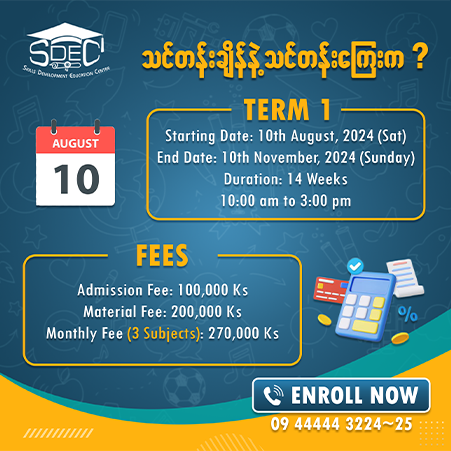 SDEC
SKILLS DEVELOPMENT EDUCATION CENTER
သင်တန်းချိန်နဲ့ သင်တန်းကြေးက ?
TERM 1
Starting Date: 10th August, 2024 (Sat)
End Date: 10th November, 2024 (Sunday)
Duration: 14 Weeks
10:00 am to 3:00 pm
AUGUST
10
FEES
Admission Fee: 100,000 Ks
Material Fee: 200,000 Ks
Monthly Fee (3 Subjects): 270,000 Ks
%
ENROLL NOW
09 44444 3224~25